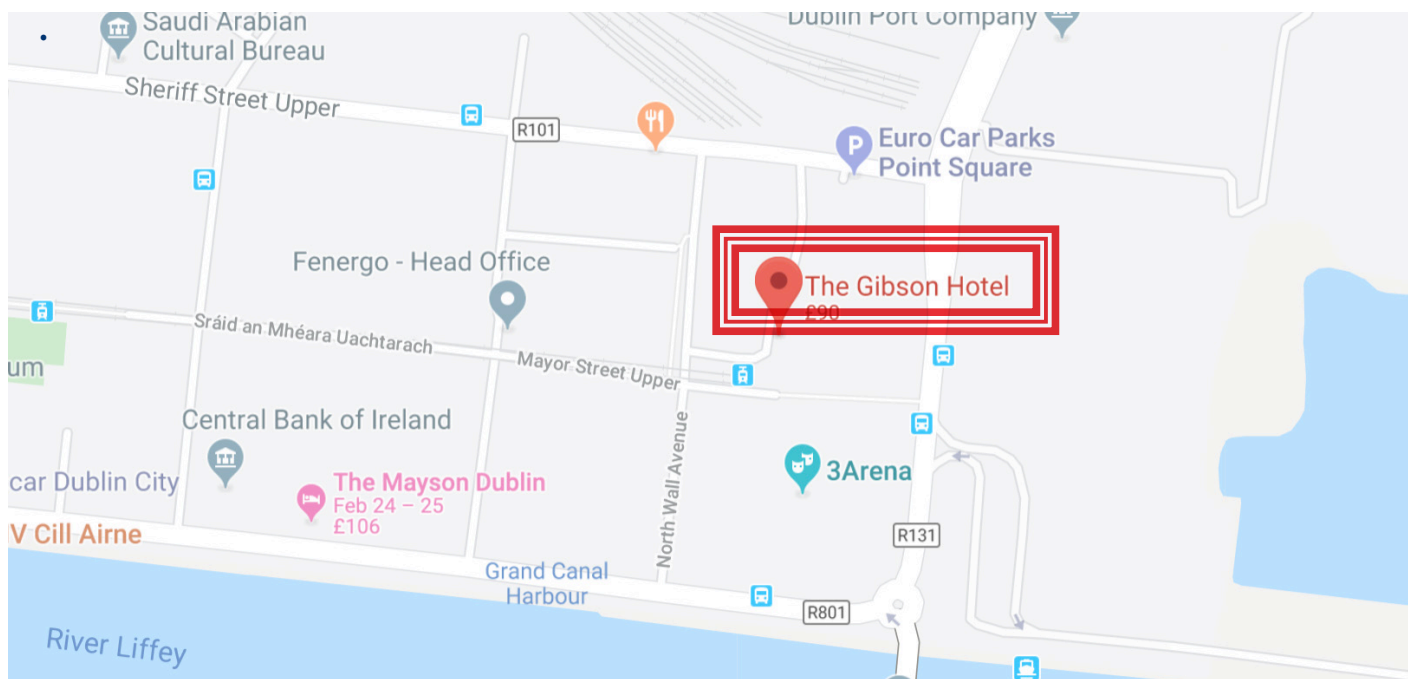 Saudi Arabian
Cultural Bureau
Dublin Port Company
Sheriff Street Upper
R101
P
Euro Car Parks
Point Square
Fenergo - Head Office
The Gibson Hotel
£90
Sráid an Mhéara Uachtarach
Mayor Street Upper
um
Central Bank of Ireland
North Wall Avenue
3Arena
car Dublin City
The Mayson Dublin
Feb 24 – 25
£106
V Cill Airne
R131
Grand Canal
Harbour
R801
River Liffey